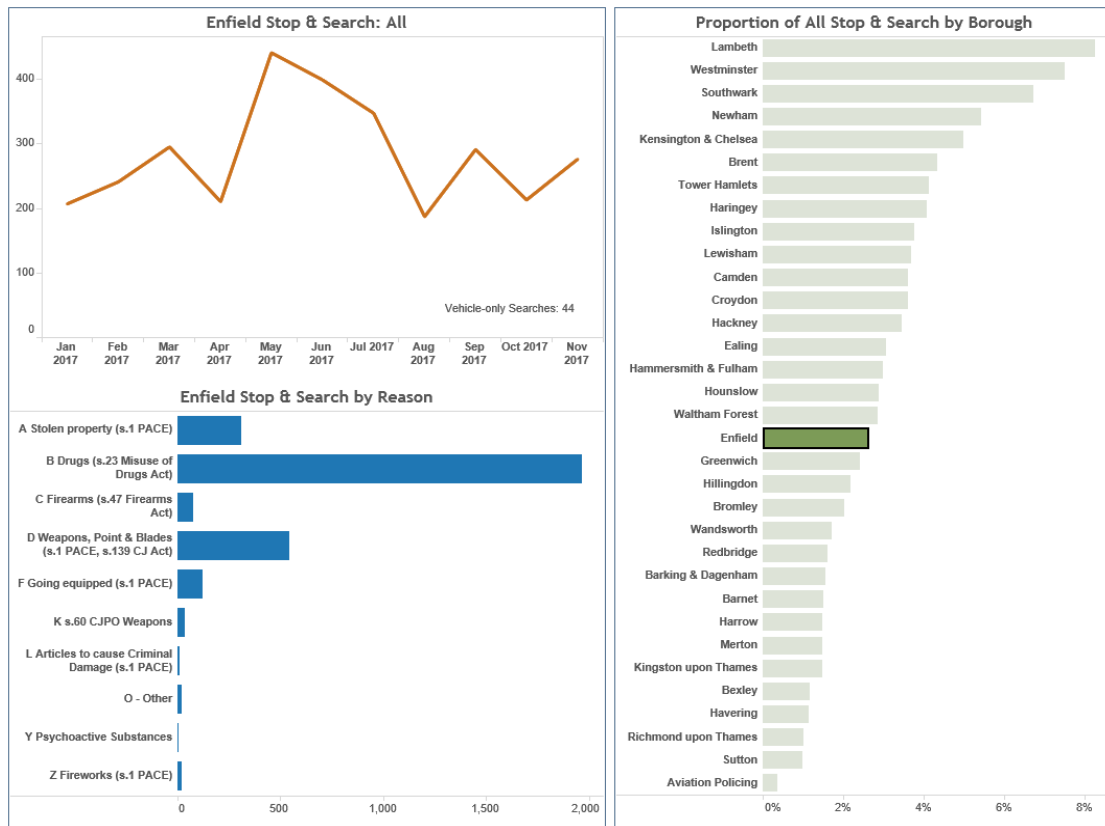 Enfield Stop & Search: All
400
300
200
100
0
Vehicle-only Searches: 44
Jan
2017
Feb
2017
Mar
2017
Apr
2017
May
2017
Jun
2017
Jul 2017
Aug
2017
Sep
2017
Oct 2017
Nov
2017
Enfield Stop & Search by Reason
A Stolen property (s.1 PACE)
B Drugs (s.23 Misuse of
Drugs Act)
C Firearms (s.47 Firearms
Act)
D Weapons, Point & Blades
(s.1 PACE, s.139 CJ Act)
F Going equipped (s.1 PACE)
K s.60 CJPO Weapons
L Articles to cause Criminal
Damage (s.1 PACE)
O - Other
Y Psychoactive Substances
Z Fireworks (s.1 PACE)
0
500
1,000
1,500
2,000
Proportion of All Stop & Search by Borough
Lambeth
Westminster
Southwark
Newham
Kensington & Chelsea
Brent
Tower Hamlets
Haringey
Islington
Lewisham
Camden
Croydon
Hackney
Ealing
Hammersmith & Fulham
Hounslow
Waltham Forest
Enfield
Greenwich
Hillingdon
Bromley
Wandsworth
Redbridge
Barking & Dagenham
Barnet
Harrow
Merton
Kingston upon Thames
Bexley
Havering
Richmond upon Thames
Sutton
Aviation Policing
0%
2%
4%
6%
8%